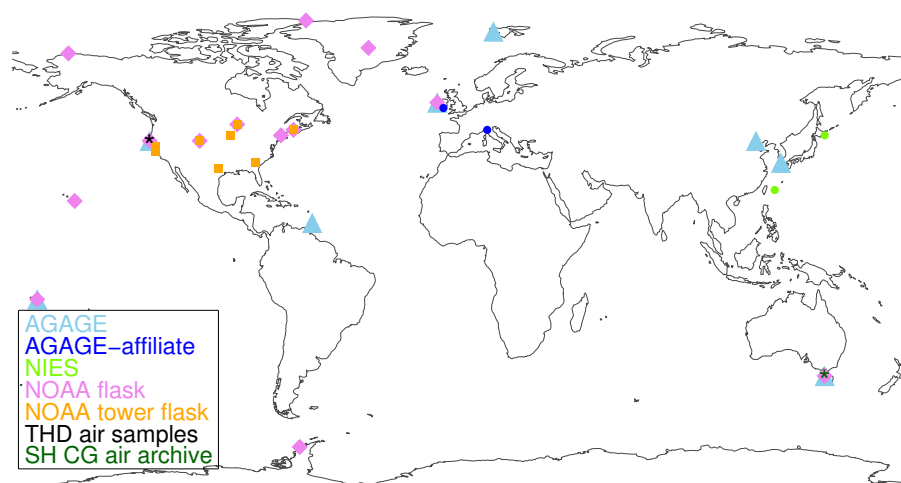 AGAGE
AGAGE−affiliate
NIES
NOAA flask
NOAA tower flask
THD air samples
SH CG air archive